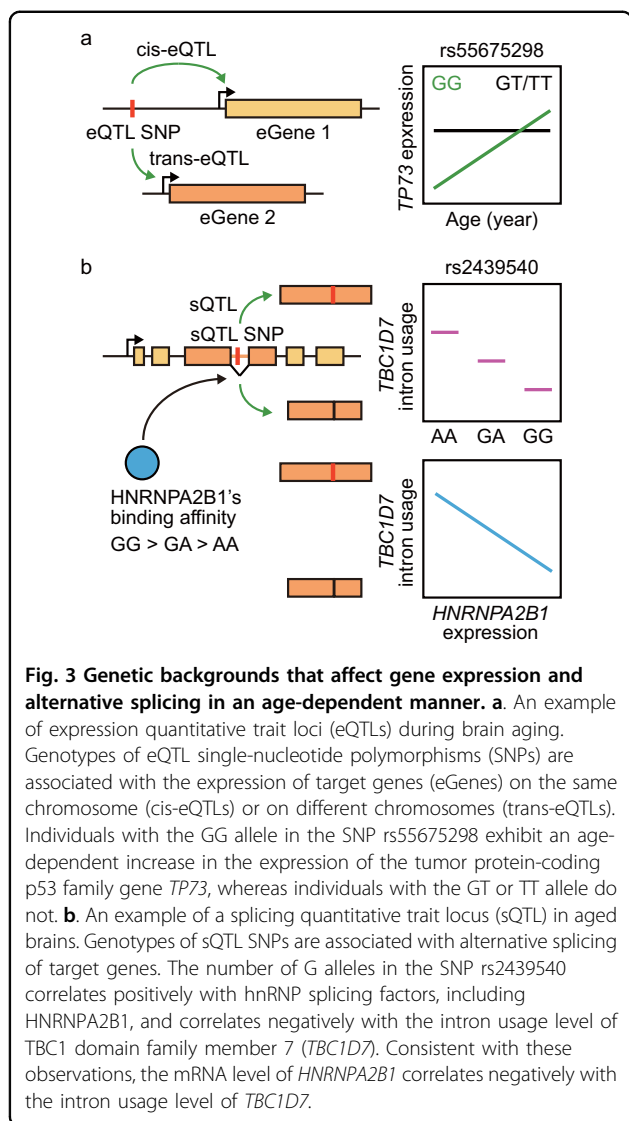 a
cis-eQTL
eQTL SNP
eGene 1
trans-eQTL
eGene 2
rs55675298
GG GT/TT
TP73 epxression
Age (year)
b
sQTL
sQTL SNP
HNRNPA2B1's
binding affinity
GG > GA > AA
rs2439540
TBC1D7
intron usage
AA GA GG
TBC1D7
intron usage
HNRNPA2B1
expression
Fig. 3 Genetic backgrounds that affect gene expression and
alternative splicing in an age-dependent manner. a. An example
of expression quantitative trait loci (eQTLs) during brain aging.
Genotypes of eQTL single-nucleotide polymorphisms (SNPs) are
associated with the expression of target genes (eGenes) on the same
chromosome (cis-eQTLs) or on different chromosomes (trans-eQTLs).
Individuals with the GG allele in the SNP rs55675298 exhibit an age-
dependent increase in the expression of the tumor protein-coding
p53 family gene TP73, whereas individuals with the GT or TT allele do
not. b. An example of a splicing quantitative trait locus (sQTL) in aged
brains. Genotypes of sQTL SNPs are associated with alternative splicing
of target genes. The number of G alleles in the SNP rs2439540
correlates positively with hnRNP splicing factors, including
HNRNPA2B1, and correlates negatively with the intron usage level of
TBC1 domain family member 7 (TBC1D7). Consistent with these
observations, the mRNA level of HNRNPA2B1 correlates negatively with
the intron usage level of TBC1D7.